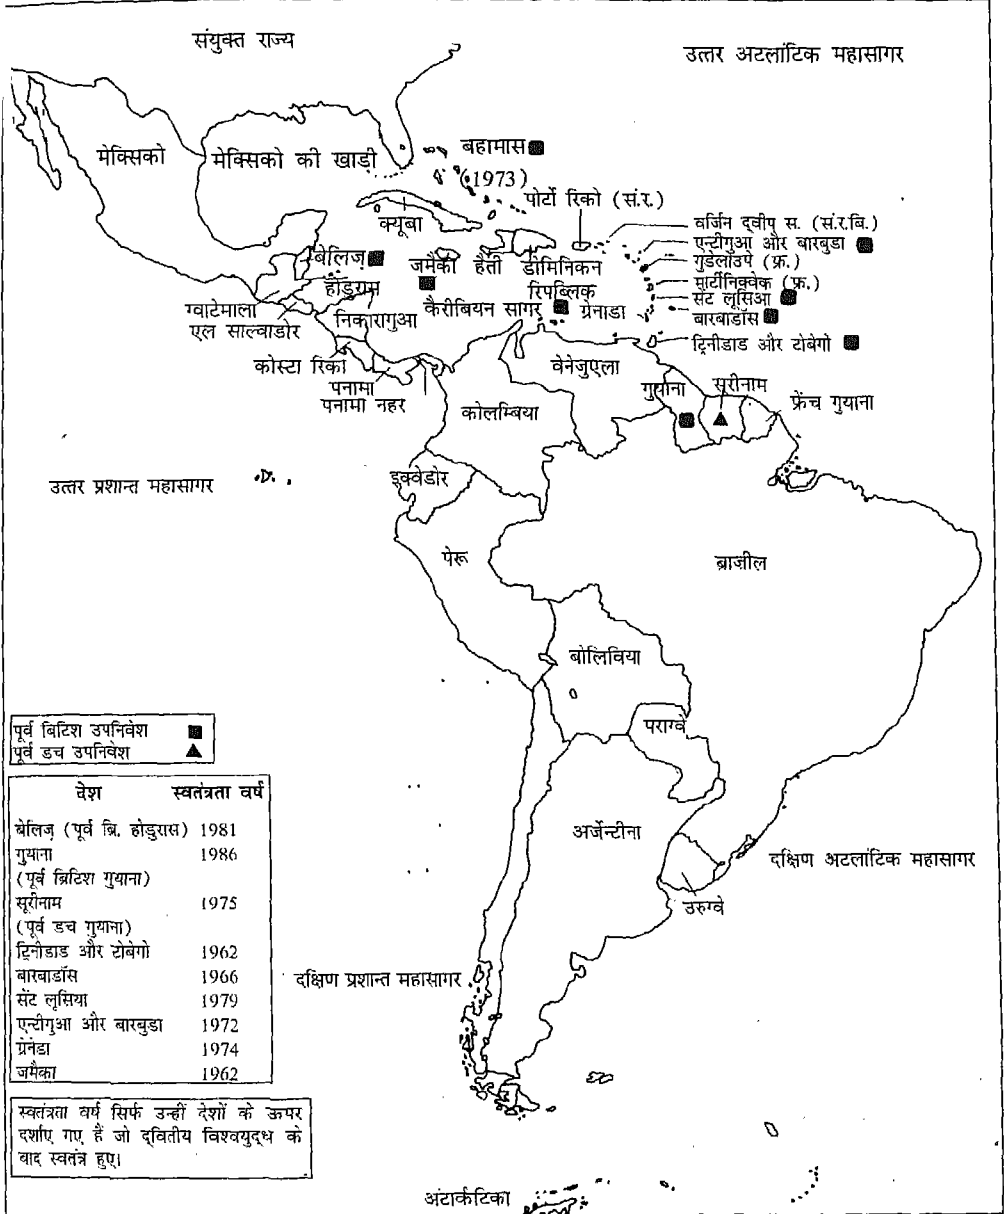 संयुक्त राज्य
उत्तर अटलांटिक महासागर
मेक्सिको
मेक्सिको की खाड़ी
बहामास
(1973)
पोर्टो रिको (सं.र.)
क्यूबा
वर्जिन द्वीप स. (सं.र.बि.)
एन्टीगुआ और बारबुडा
गुडेलाउपे (फ्र.)
मार्टीनिक्वेक (फ्र.)
सेंट लूसिआ
बारबाडॉस
ट्रिनीडाड और टोबेगो
बेलिज़
जमैका हैती डोमिनिकन
रिपब्लिक
होंडुरास
ग्वाटेमाला
एल साल्वाडोर
निकारागुआ
कैरीबियन सागर
ग्रेनाडा
कोस्टा रिका
पनामा
पनामा नहर
वेनेजुएला
गुयाना
सूरीनाम
फ्रेंच गुयाना
कोलम्बिया
उत्तर प्रशान्त महासागर
इक्वेडोर
पेरू
ब्राजील
बोलिविया
पराग्वे
पूर्व बिटिश उपनिवेश
पूर्व डच उपनिवेश
देश स्वतंत्रता वर्ष
बेलिज़ (पूर्व ब्रि. होडुरास) 1981
गुयाना 1986
(पूर्व ब्रिटिश गुयाना)
सूरीनाम 1975
(पूर्व डच गुयाना)
ट्रिनीडाड और टोबेगो 1962
बारबाडॉस 1966
सेंट लूसिया 1979
एन्टीगुआ और बारबुडा 1972
ग्रेनेडा 1974
जमैका 1962
अर्जेन्टीना
दक्षिण अटलांटिक महासागर
उरुग्वे
दक्षिण प्रशान्त महासागर
स्वतंत्रता वर्ष सिर्फ उन्हीं देशों के ऊपर
दर्शाए गए हैं जो द्वितीय विश्वयुद्ध के
बाद स्वतंत्र हुए।
अंटार्कटिका